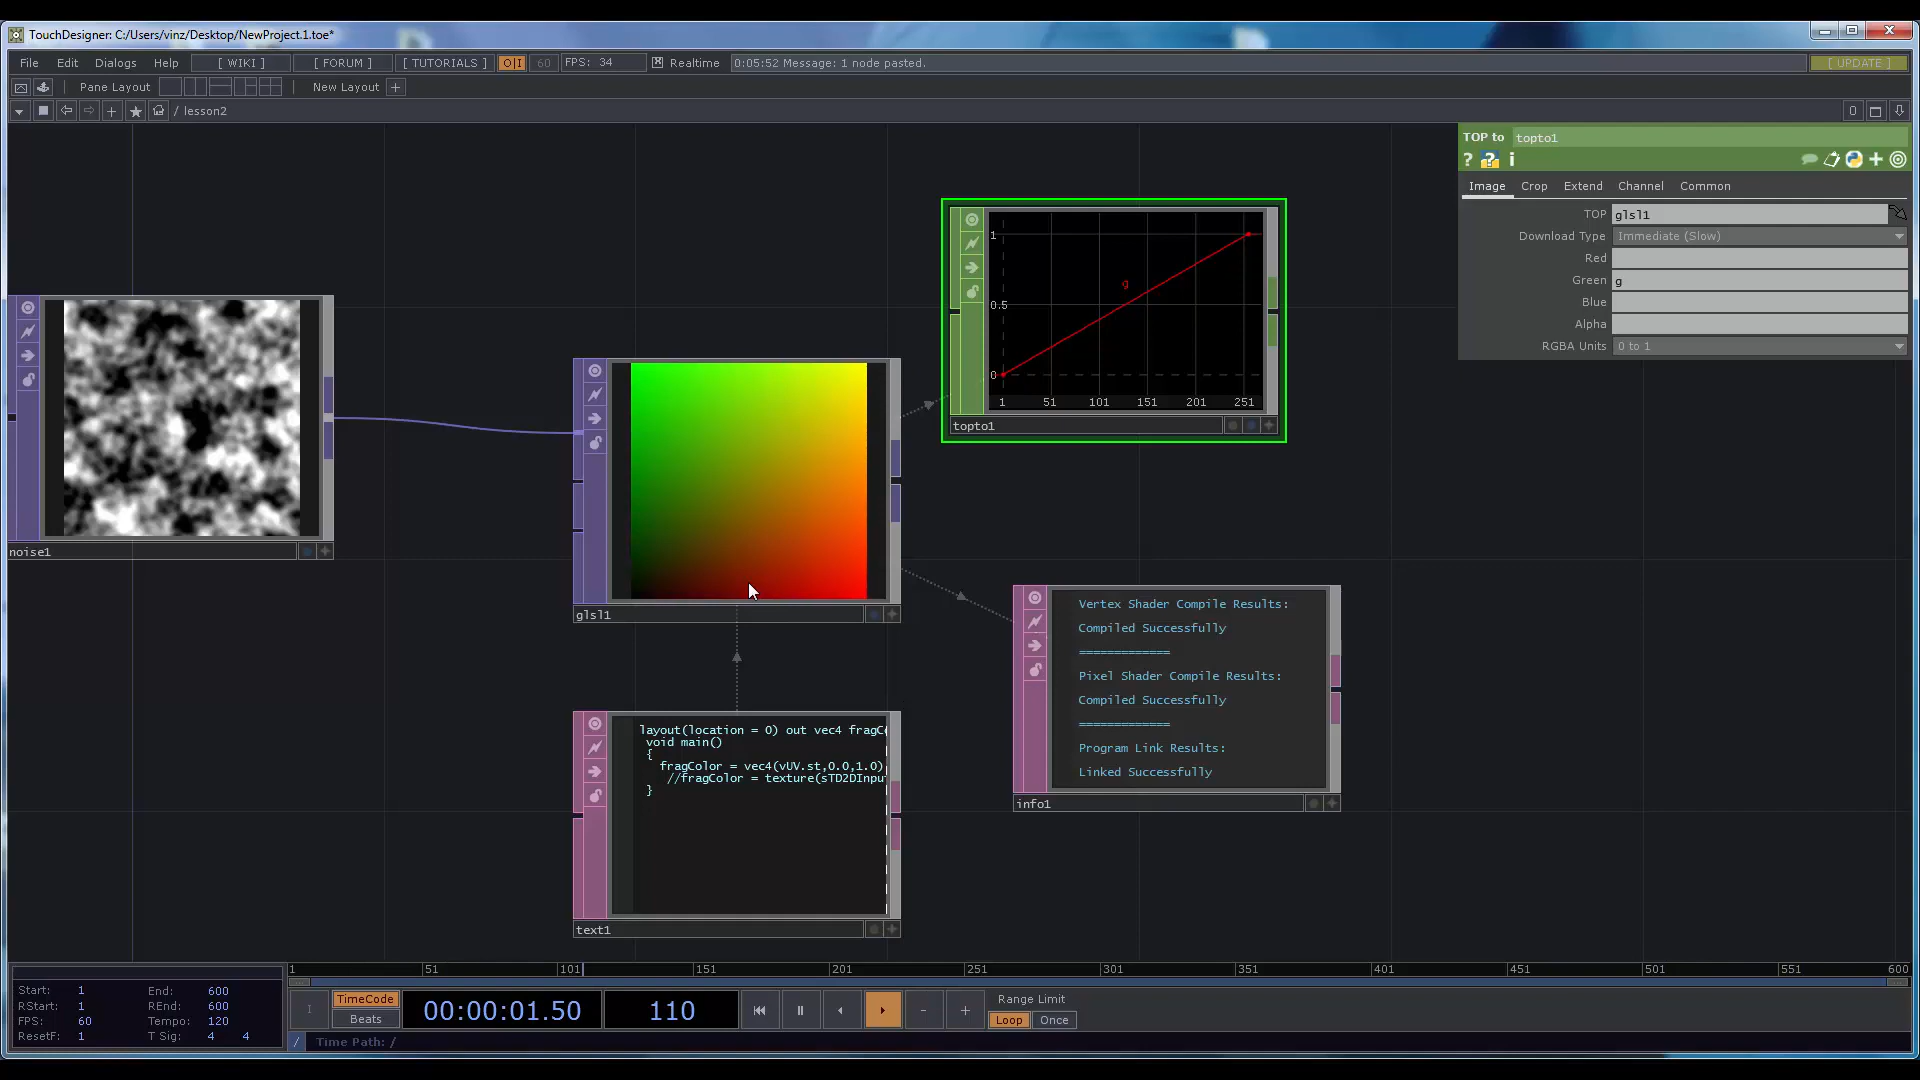 TouchDesigner: C:/Users/vinz/Desktop/NewProject.1.toe*
File Edit Dialogs Help [ WIKI ] [ FORUM ] [ TUTORIALS ] O|I 60 FPS: 34 Realtime 0:05:52 Message: 1 node pasted. [ UPDATE ]
Pane Layout New Layout +
/ lesson2 0
TOP to topto1
? ? i
Image Crop Extend Channel Common
TOP glsl1
Download Type Immediate (Slow)
Red
Green g
Blue
Alpha
RGBA Units 0 to 1
1
g
0.5
0
1 51 101 151 201 251
topto1
noise1
glsl1
Vertex Shader Compile Results:
Compiled Successfully
=============
Pixel Shader Compile Results:
Compiled Successfully
=============
Program Link Results:
Linked Successfully
info1
layout(location = 0) out vec4 fragC
void main()
{
fragColor = vec4(vUV.st,0.0,1.0)
//fragColor = texture(sTD2DInpu
}
text1
1 51 101 151 201 251 301 351 401 451 501 551 600
Start: 1 End: 600
RStart: 1 REnd: 600
FPS: 60 Tempo: 120
ResetF: 1 T Sig: 4 4
I TimeCode Beats 00:00:01.50 110 - + Range Limit
Loop Once
/ Time Path: /